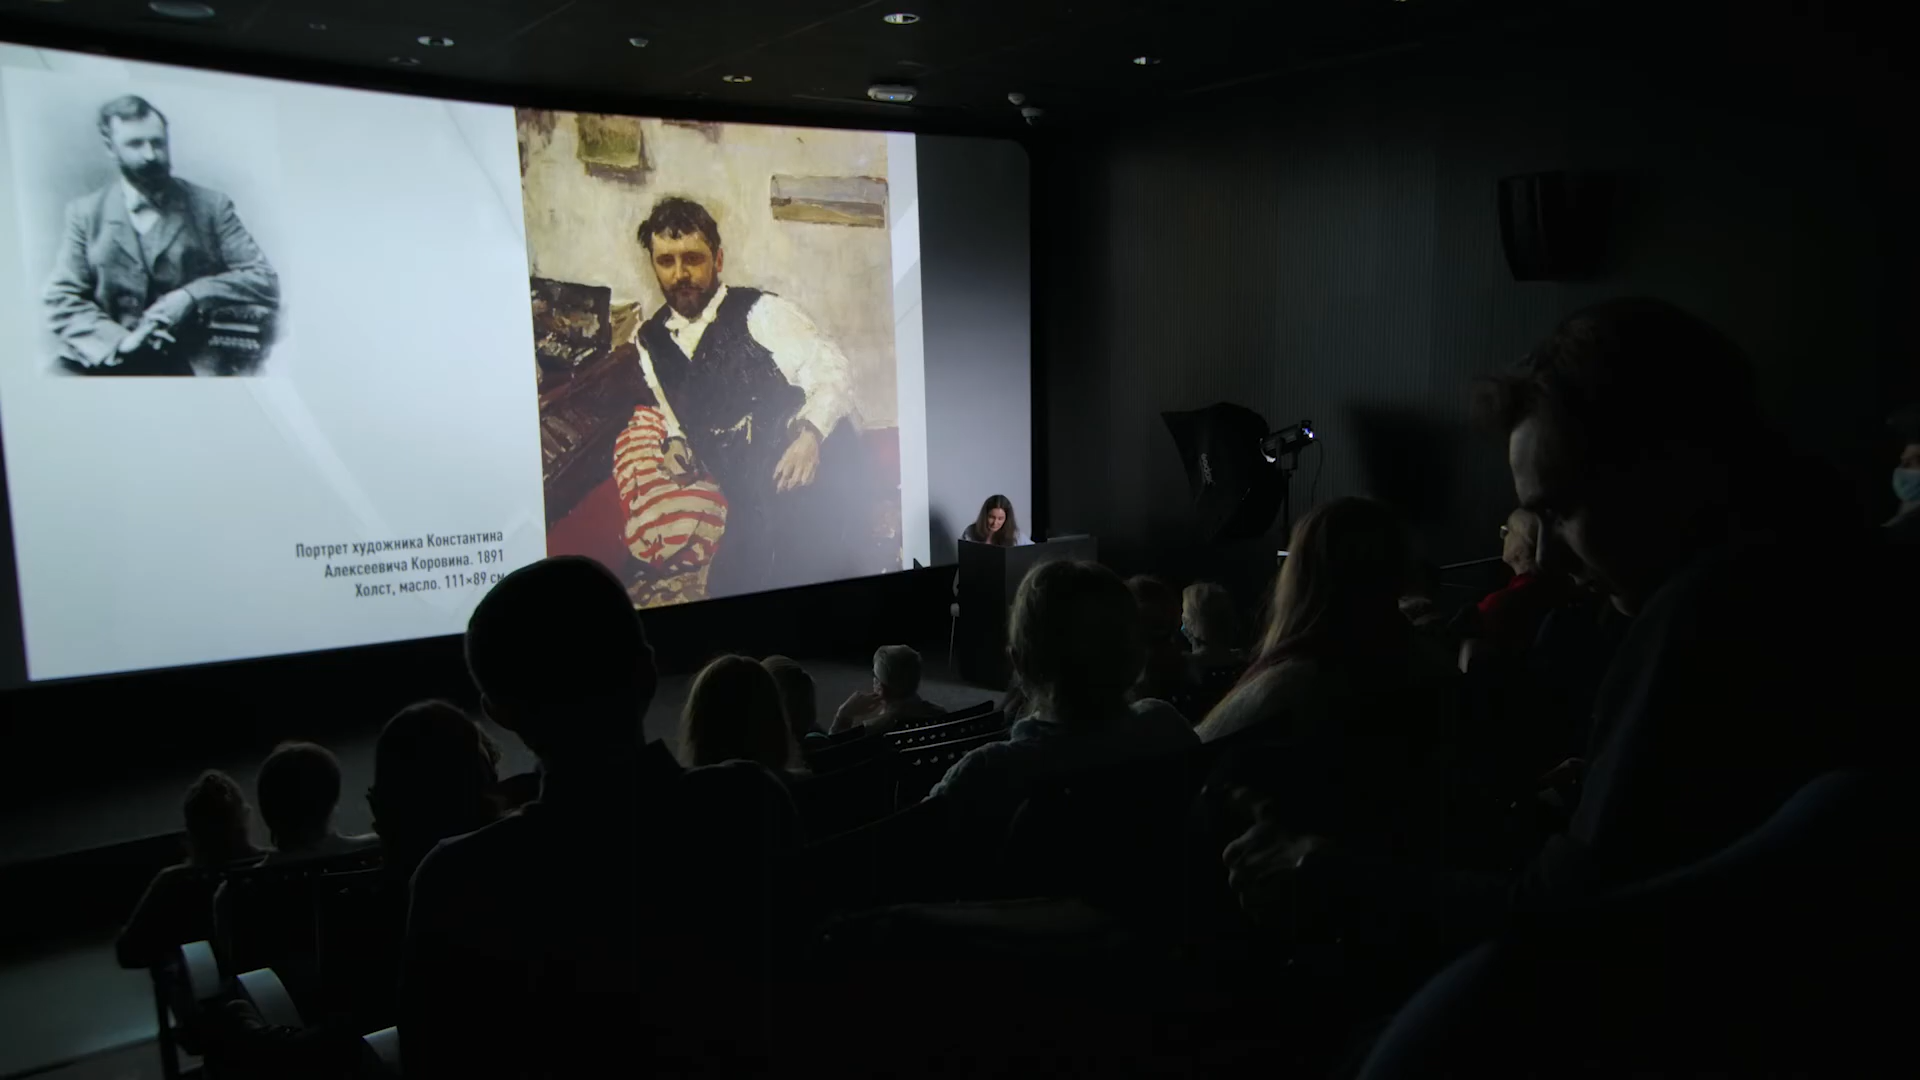 Портрет художника Константина
Алексеевича Коровина. 1891
Холст, масло. 111×89 см